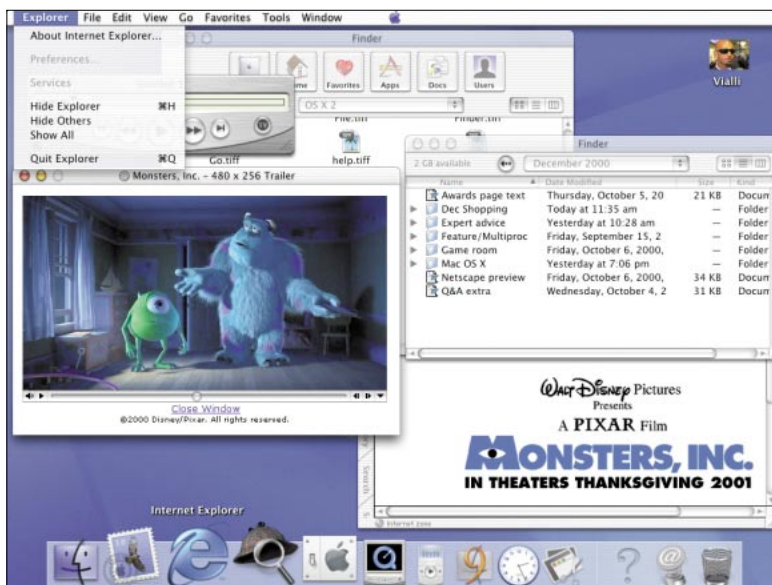 Explorer File Edit View Go Favorites Tools Window
About Internet Explorer...
Preferences...
Services
Hide Explorer ⌘H
Hide Others
Show All
Quit Explorer ⌘Q
Finder
Favorites Apps Docs Users
OS X 2
Go.tiff help.tiff
Vialli
Finder
2 GB available December 2000
Name Date Modified Size Kind
Awards page text Thursday, October 5, 20 21 KB Docum
Dec Shopping Today at 11:35 am — Folder
Expert advice Yesterday at 10:28 am — Folder
Feature/Multiproc Friday, September 15, 2 — Folder
Game room Friday, October 6, 2000, — Folder
Mac OS X Yesterday at 7:06 pm — Folder
Netscape preview Friday, October 6, 2000, 34 KB Docum
Q&A extra Wednesday, October 4, 2 31 KB Docum
Monsters, Inc. – 480 x 256 Trailer
Close Window
©2000 Disney/Pixar. All rights reserved.
Walt Disney Pictures
Presents
A PIXAR Film
MONSTERS, INC.
IN THEATERS THANKSGIVING 2001
Search
Internet zone
Internet Explorer